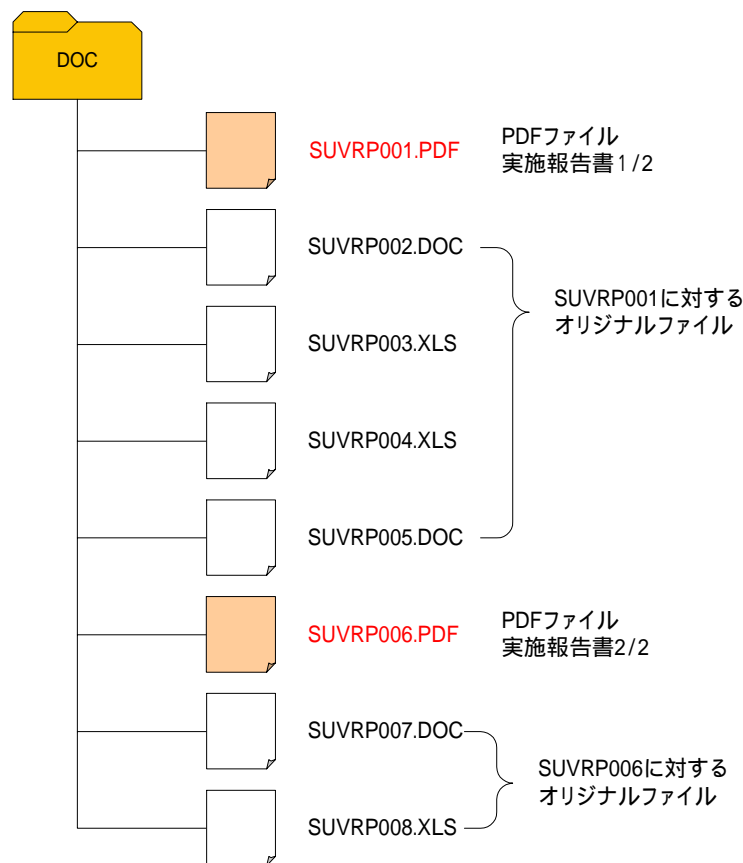 DOC
SUVRP001.PDF
PDFファイル
実施報告書1/2
SUVRP002.DOC
SUVRP001に対する
オリジナルファイル
SUVRP003.XLS
SUVRP004.XLS
SUVRP005.DOC
SUVRP006.PDF
PDFファイル
実施報告書2/2
SUVRP007.DOC
SUVRP006に対する
オリジナルファイル
SUVRP008.XLS